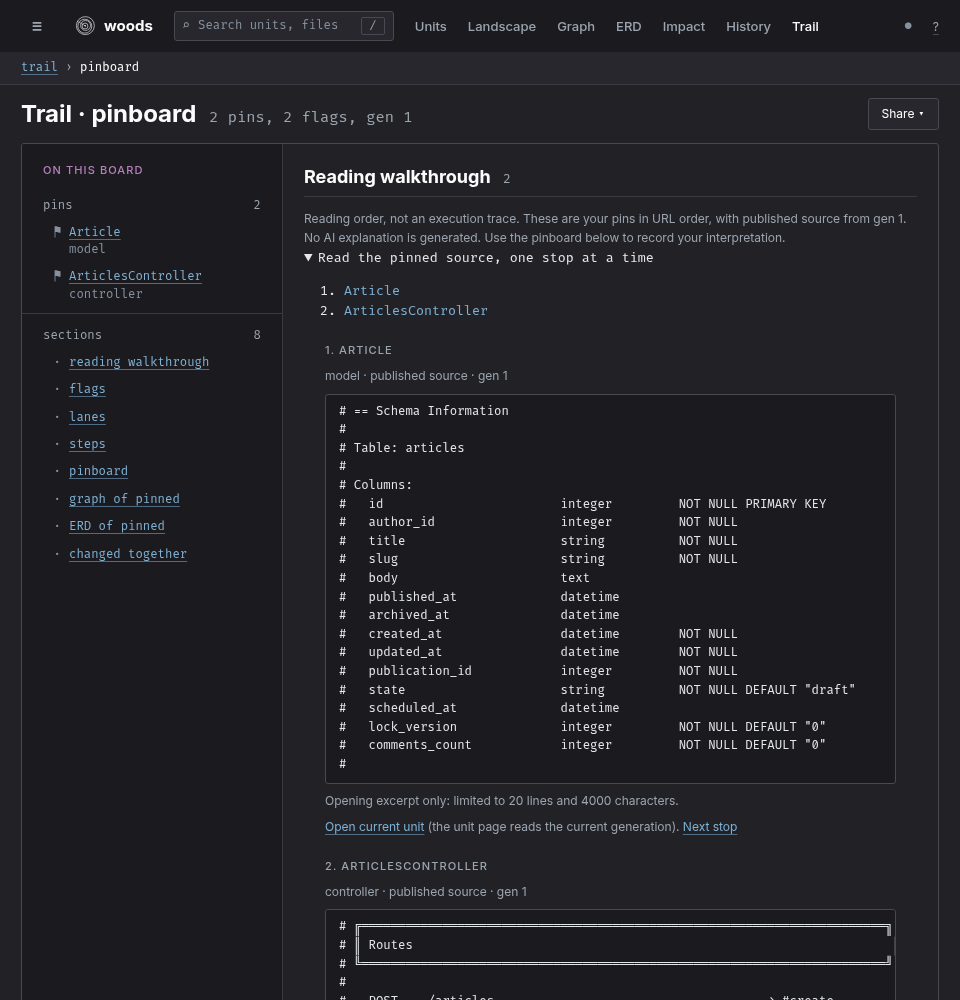 ☰ woods Search units, files / Units Landscape Graph ERD Impact History Trail ?
trail › pinboard
Trail · pinboard 2 pins, 2 flags, gen 1 Share ▾
ON THIS BOARD
pins 2
⚑ Article
model
⚑ ArticlesController
controller
sections 8
· reading walkthrough
· flags
· lanes
· steps
· pinboard
· graph of pinned
· ERD of pinned
· changed together
Reading walkthrough 2
Reading order, not an execution trace. These are your pins in URL order, with published source from gen 1.
No AI explanation is generated. Use the pinboard below to record your interpretation.
▼ Read the pinned source, one stop at a time
1. Article
2. ArticlesController
1. ARTICLE
model · published source · gen 1
# == Schema Information
#
# Table: articles
#
# Columns:
# id integer NOT NULL PRIMARY KEY
# author_id integer NOT NULL
# title string NOT NULL
# slug string NOT NULL
# body text
# published_at datetime
# archived_at datetime
# created_at datetime NOT NULL
# updated_at datetime NOT NULL
# publication_id integer NOT NULL
# state string NOT NULL DEFAULT "draft"
# scheduled_at datetime
# lock_version integer NOT NULL DEFAULT "0"
# comments_count integer NOT NULL DEFAULT "0"
#
Opening excerpt only: limited to 20 lines and 4000 characters.
Open current unit (the unit page reads the current generation). Next stop
2. ARTICLESCONTROLLER
controller · published source · gen 1
#
# Routes
#
#
# POST /articles → #create